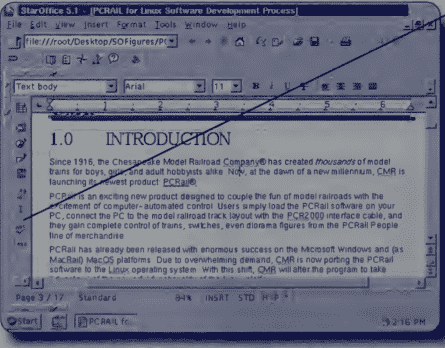 StarOffice 5.1 - [PCRAIL for Linux Software Development Process]
File Edit View Insert Format Tools Window Help
file:///root/Desktop/SOFigures/PC
Text body Arial 11 B i U
1.0 INTRODUCTION
Since 1916, the Chesapeake Model Railroad Company® has created thousands of model
trains for boys, girls, and adult hobbyists alike. Now, at the dawn of a new millennium, CMR is
launching its newest product: PCRail®.
PCRail is an exciting new product designed to couple the fun of model railroads with the
excitement of computer-automated control. Users simply load the PCRail software on your
PC, connect the PC to the model railroad track layout with the PCR2000 interface cable, and
they gain complete control of trains, switches, even diorama figures from the PCRail People
line of merchandise.
PCRail has already been released with enormous success on the Microsoft Windows and (as
MacRail) MacOS platforms. Due to overwhelming demand, CMR is now porting the PCRail
software to the Linux operating system. With this shift, CMR will alter the program to take
Page 3 / 17 Standard 94% INSRT STD
Start PCRAIL fr... 2:16 PM